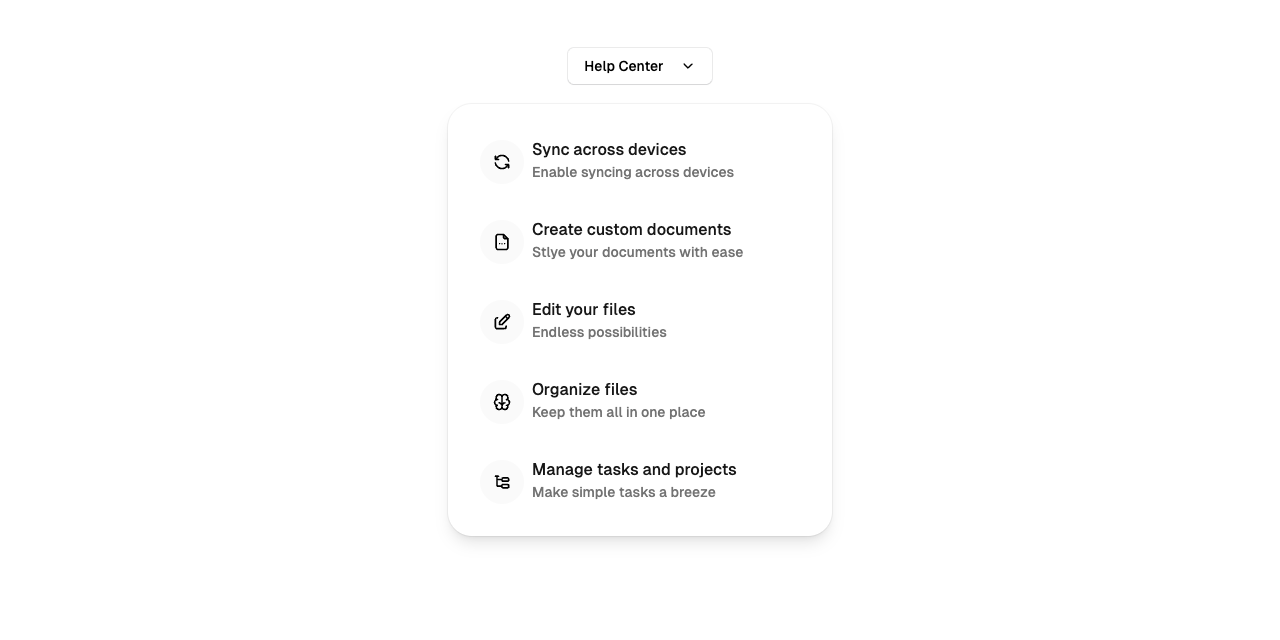 Help Center
Sync across devices
Enable syncing across devices
Create custom documents
Stlye your documents with ease
Edit your files
Endless possibilities
Organize files
Keep them all in one place
Manage tasks and projects
Make simple tasks a breeze